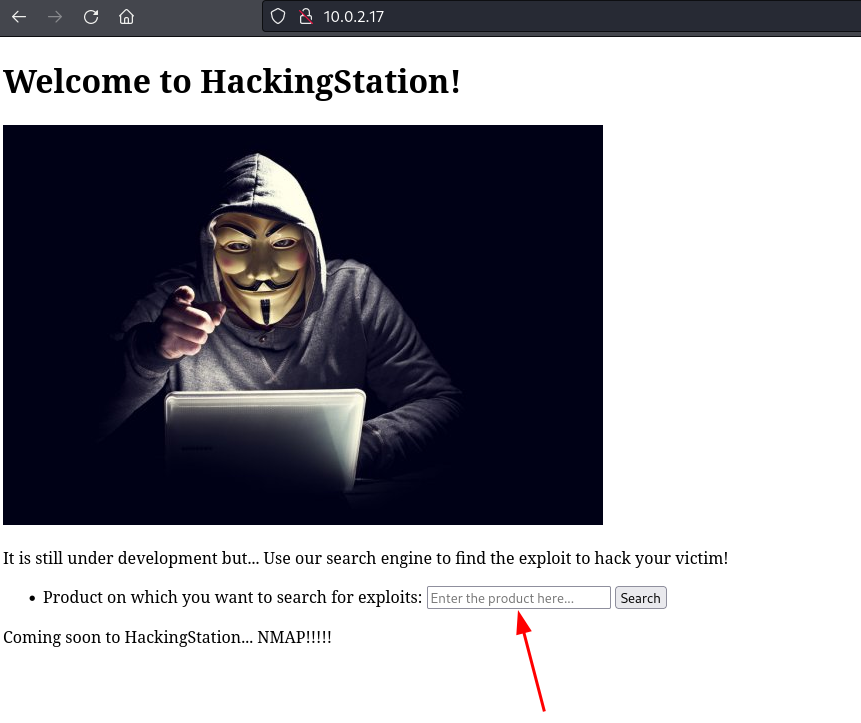 10.0.2.17
Welcome to HackingStation!
It is still under development but... Use our search engine to find the exploit to hack your victim!
• Product on which you want to search for exploits: Enter the product here... Search
Coming soon to HackingStation... NMAP!!!!!